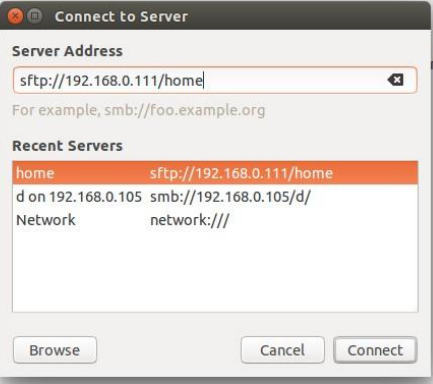 Connect to Server
Server Address
sftp://192.168.0.111/home
For example, smb://foo.example.org
Recent Servers
home sftp://192.168.0.111/home
d on 192.168.0.105 smb://192.168.0.105/d/
Network network:///
Browse Cancel Connect